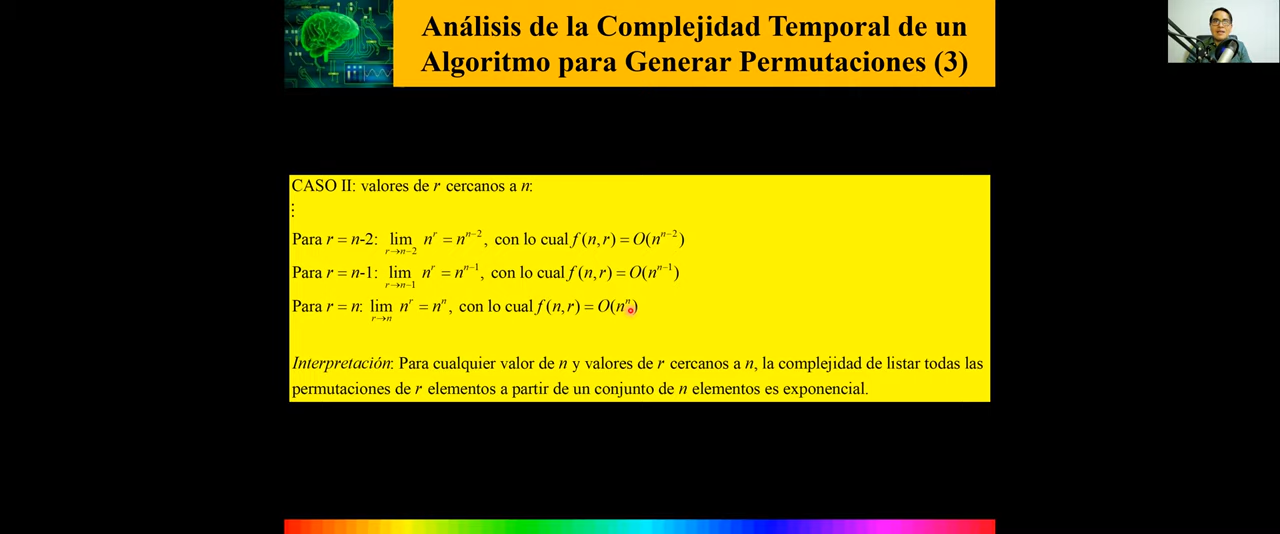 Análisis de la Complejidad Temporal de un
Algoritmo para Generar Permutaciones (3)
CASO II: valores de r cercanos a n:
⋮
Para r = n-2: lim_{r→n−2} n^r = n^{n−2}, con lo cual f(n,r) = O(n^{n−2})
Para r = n-1: lim_{r→n−1} n^r = n^{n−1}, con lo cual f(n,r) = O(n^{n−1})
Para r = n: lim_{r→n} n^r = n^n, con lo cual f(n,r) = O(n^n)
Interpretación: Para cualquier valor de n y valores de r cercanos a n, la complejidad de listar todas las
permutaciones de r elementos a partir de un conjunto de n elementos es exponencial.